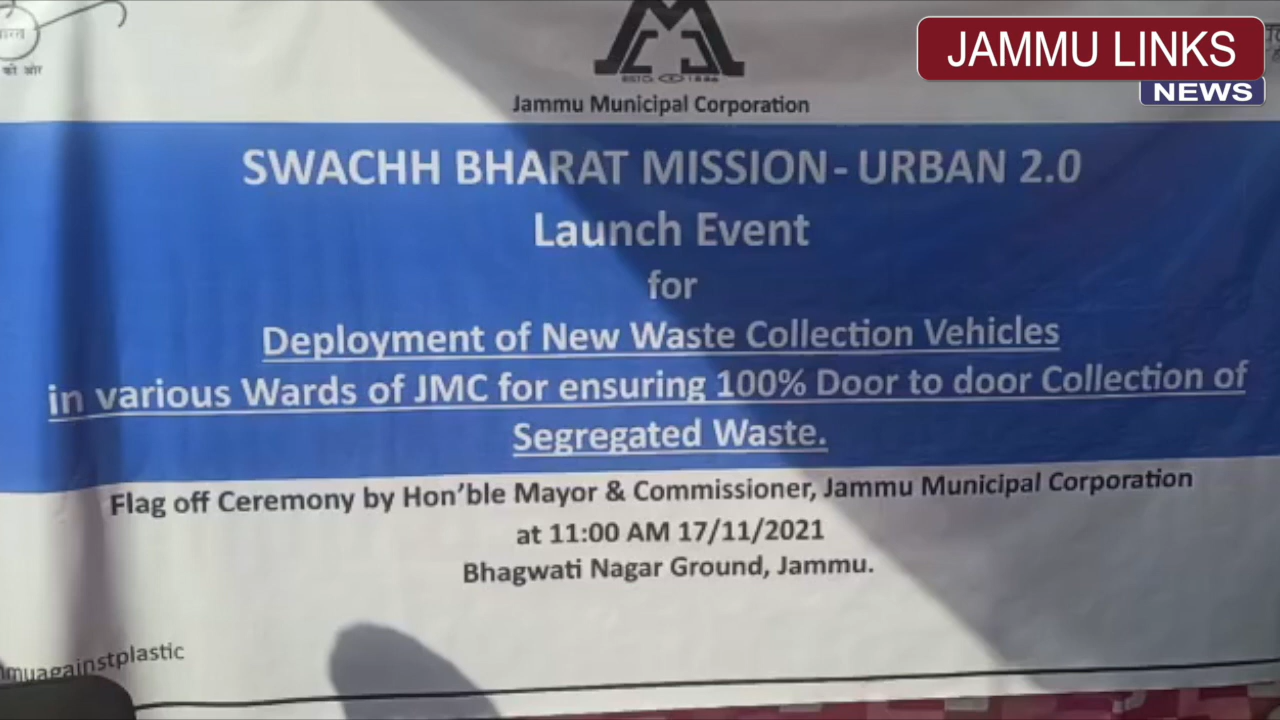 JAMMU LINKS
NEWS
की ओर
Jammu Municipal Corporation
SWACHH BHARAT MISSION - URBAN 2.0
Launch Event
for
Deployment of New Waste Collection Vehicles
in various Wards of JMC for ensuring 100% Door to door Collection of
Segregated Waste.
Flag off Ceremony by Hon'ble Mayor & Commissioner, Jammu Municipal Corporation
at 11:00 AM 17/11/2021
Bhagwati Nagar Ground, Jammu.
muagainstplastic